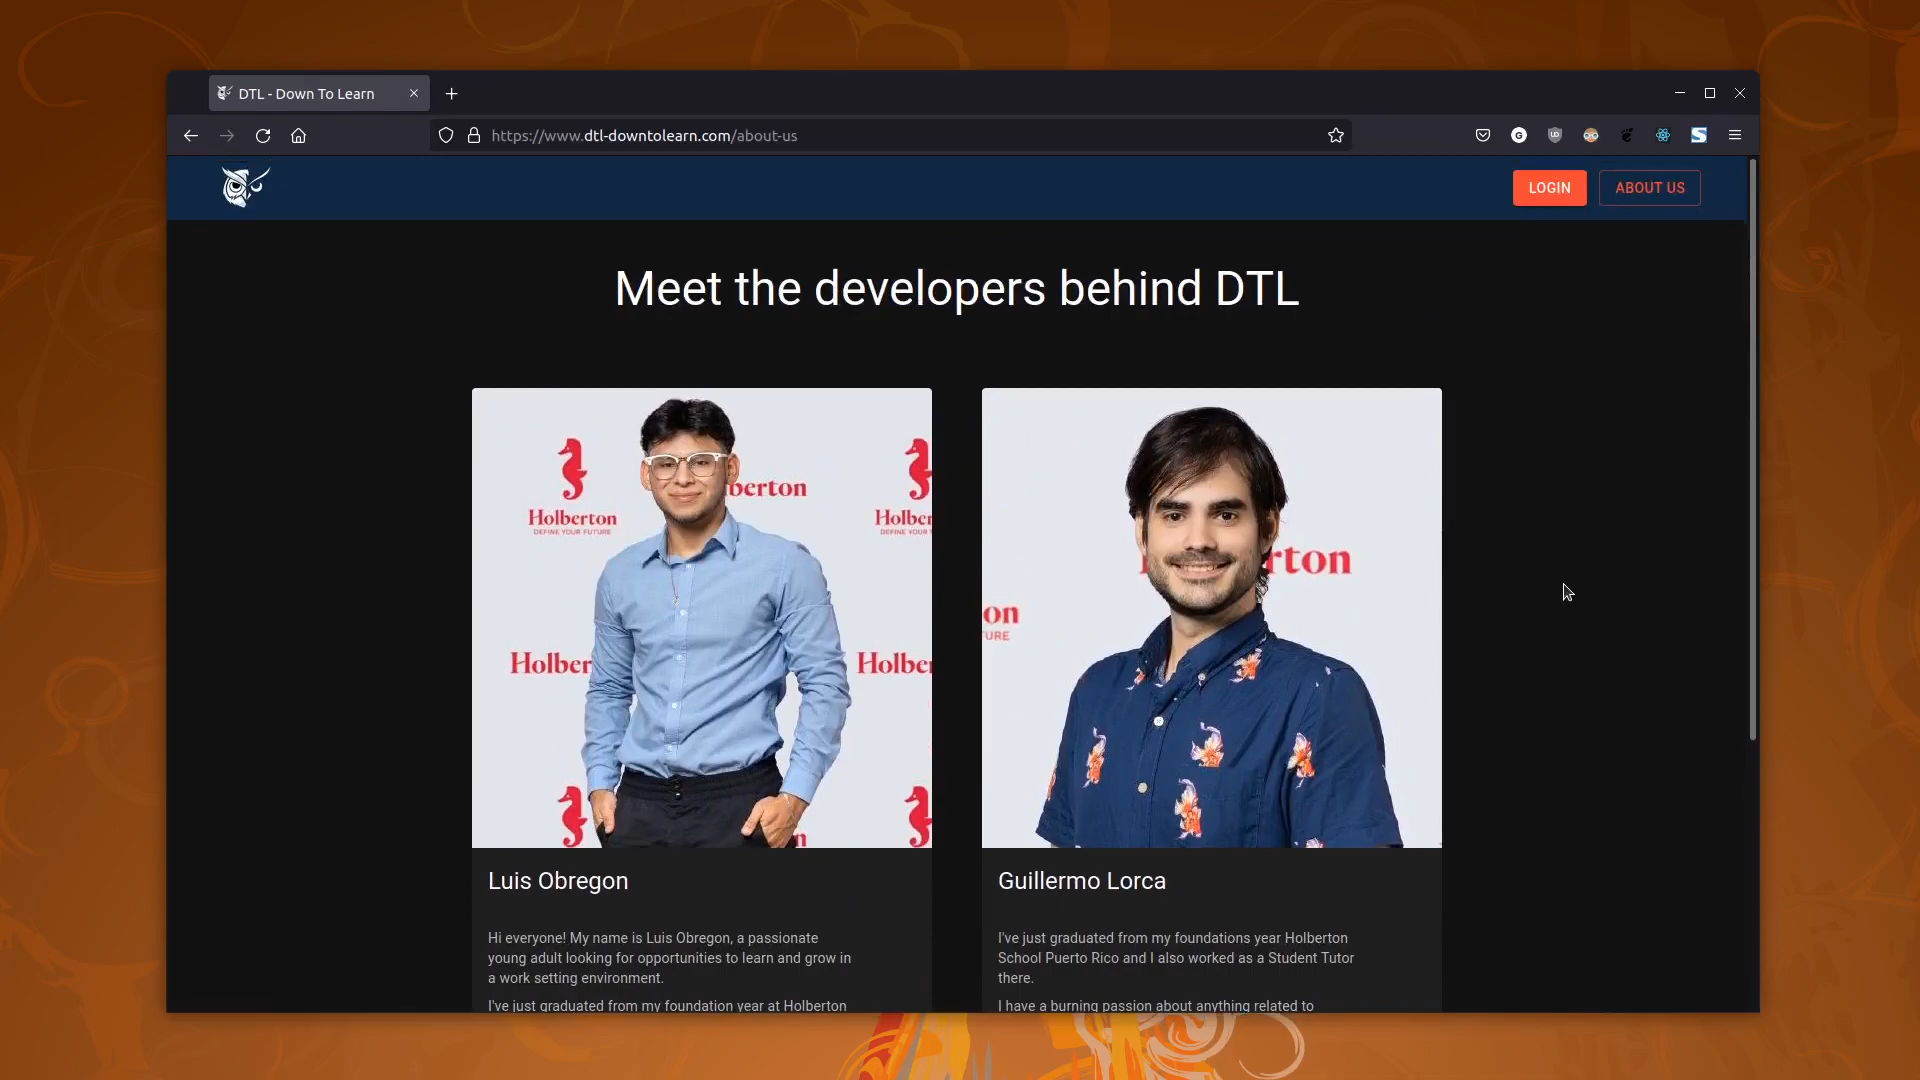 DTL - Down To Learn
https://www.dtl-downtolearn.com/about-us
LOGIN
ABOUT US
Meet the developers behind DTL
Holberton
DEFINE YOUR FUTURE
berton
Holber
DEFINE YOUR F
Holber
Holbe
rton
on
URE
Luis Obregon
Hi everyone! My name is Luis Obregon, a passionate
young adult looking for opportunities to learn and grow in
a work setting environment.
I've just graduated from my foundation year at Holberton
Guillermo Lorca
I've just graduated from my foundations year Holberton
School Puerto Rico and I also worked as a Student Tutor
there.
I have a burning passion about anything related to